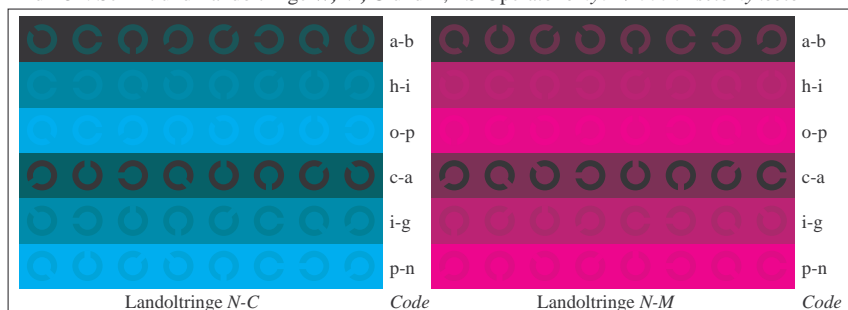 a-b
a-b
h-i
h-i
o-p
o-p
c-a
c-a
i-g
i-g
p-n
p-n
Landoltringe N-C Code Landoltringe N-M Code